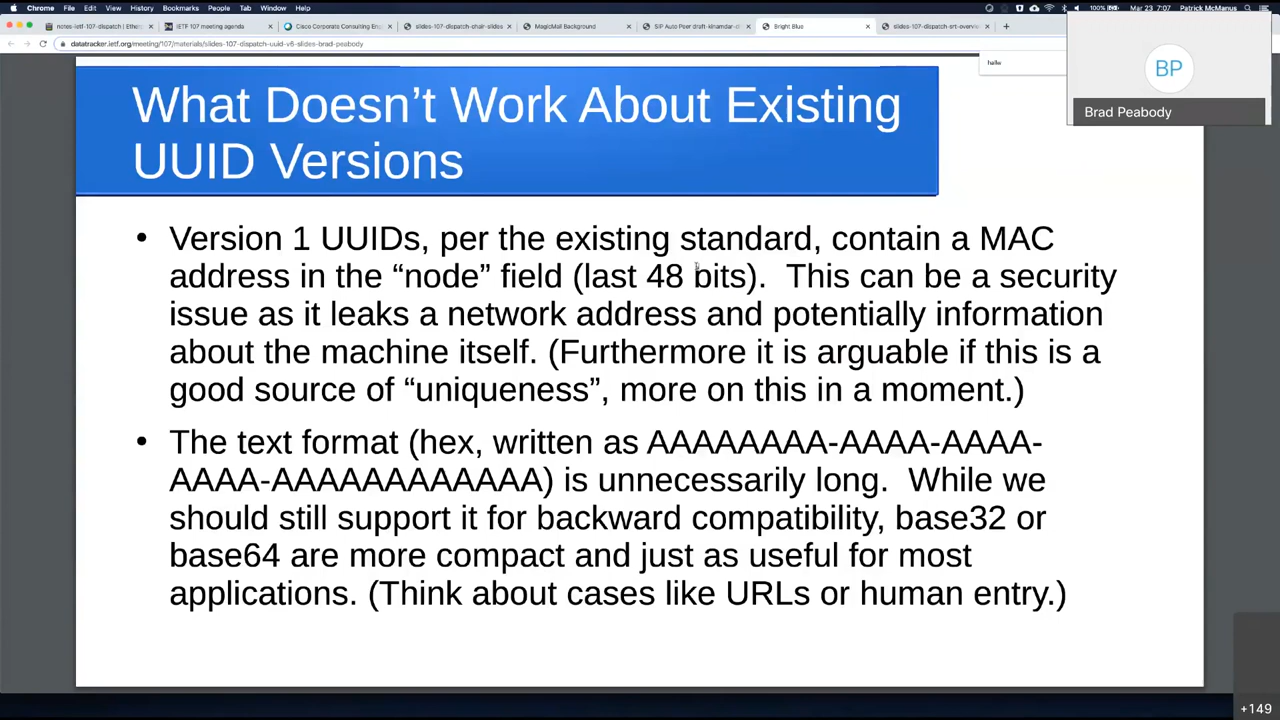 Chrome File Edit View History Bookmarks People Tab Window Help
100% Mon Mar 23 7:07 Patrick McManus
notes-ietf-107-dispatch | Ethe
IETF 107 meeting agenda
Cisco Corporate Consulting Eng
slides-107-dispatch-chair-slides
MagicMail Background
SIP Auto Peer draft-kinamdar-d
Bright Blue
slides-107-dispatch-srt-overvie
datatracker.ietf.org/meeting/107/materials/slides-107-dispatch-uuid-v6-slides-brad-peabody
BP
Brad Peabody
What Doesn’t Work About Existing
UUID Versions
• Version 1 UUIDs, per the existing standard, contain a MAC
address in the “node” field (last 48 bits). This can be a security
issue as it leaks a network address and potentially information
about the machine itself. (Furthermore it is arguable if this is a
good source of “uniqueness”, more on this in a moment.)
• The text format (hex, written as AAAAAAAA-AAAA-AAAA-
AAAA-AAAAAAAAAAAA) is unnecessarily long. While we
should still support it for backward compatibility, base32 or
base64 are more compact and just as useful for most
applications. (Think about cases like URLs or human entry.)
+149